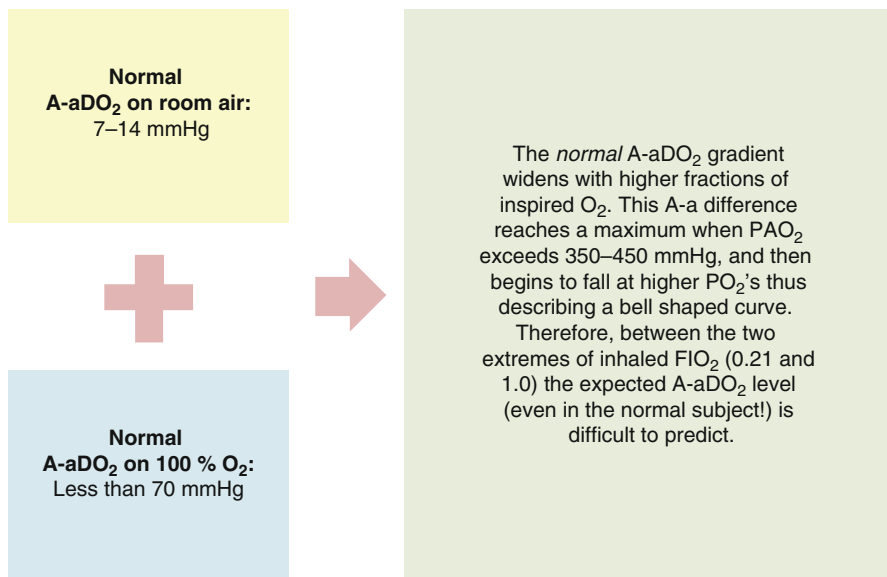 Normal
A-aDO₂ on room air:
7–14 mmHg
Normal
A-aDO₂ on 100 % O₂:
Less than 70 mmHg
The normal A-aDO₂ gradient
widens with higher fractions of
inspired O₂. This A-a difference
reaches a maximum when PAO₂
exceeds 350–450 mmHg, and then
begins to fall at higher PO₂'s thus
describing a bell shaped curve.
Therefore, between the two
extremes of inhaled FIO₂ (0.21 and
1.0) the expected A-aDO₂ level
(even in the normal subject!) is
difficult to predict.